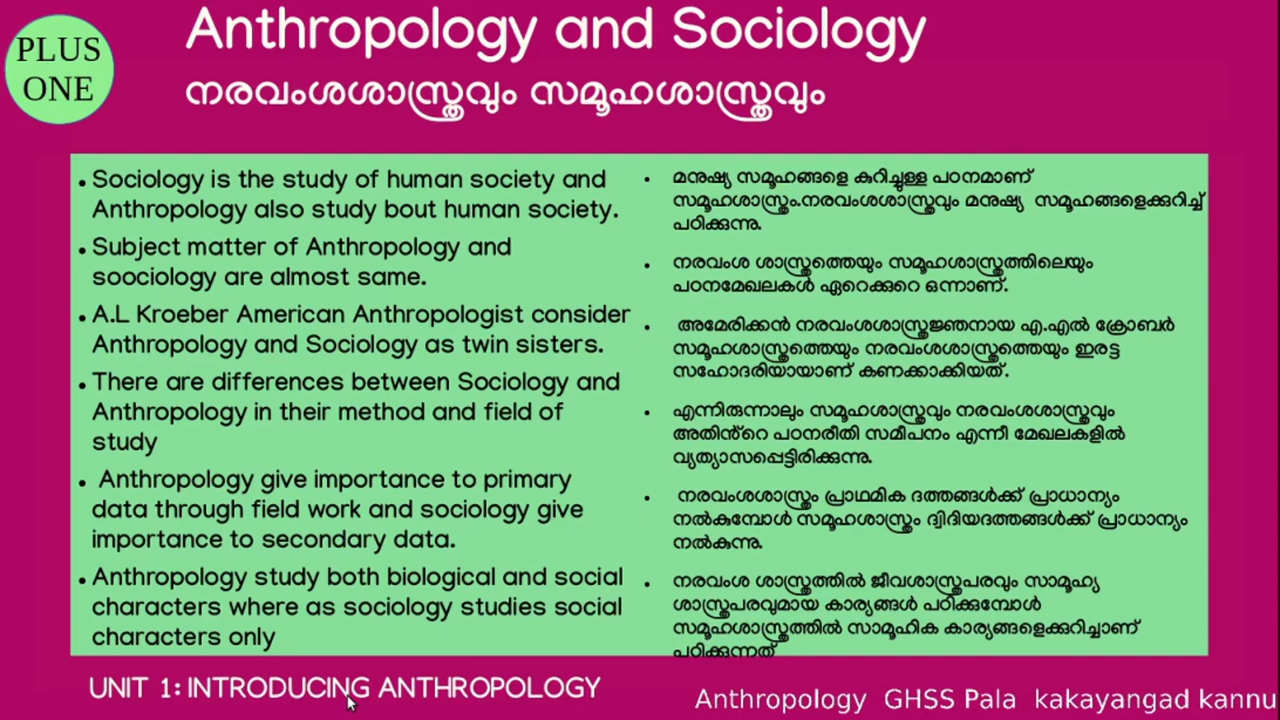 PLUS
ONE
Anthropology and Sociology
നരവംശശാസ്ത്രവും സമൂഹശാസ്ത്രവും
• Sociology is the study of human society and
Anthropology also study bout human society.
• Subject matter of Anthropology and
soociology are almost same.
• A.L Kroeber American Anthropologist consider
Anthropology and Sociology as twin sisters.
• There are differences between Sociology and
Anthropology in their method and field of
study
• Anthropology give importance to primary
data through field work and sociology give
importance to secondary data.
• Anthropology study both biological and social
characters where as sociology studies social
characters only
• മനുഷ്യ സമൂഹങ്ങളെ കുറിച്ചുള്ള പഠനമാണ്
സമൂഹശാസ്ത്രം.നരവംശശാസ്ത്രവും മനുഷ്യ സമൂഹങ്ങളെക്കുറിച്ച്
പഠിക്കുന്നു.
• നരവംശ ശാസ്ത്രത്തെയും സമൂഹശാസ്ത്രത്തിലെയും
പഠനമേഖലകൾ ഏറെക്കുറെ ഒന്നാണ്.
• അമേരിക്കൻ നരവംശശാസ്ത്രജ്ഞനായ എ.എൽ ക്രോബർ
സമൂഹശാസ്ത്രത്തെയും നരവംശശാസ്ത്രത്തെയും ഇരട്ട
സഹോദരിയായാണ് കണക്കാക്കിയത്.
• എന്നിരുന്നാലും സമൂഹശാസ്ത്രവും നരവംശശാസ്ത്രവും
അതിൻറെ പഠനരീതി സമീപനം എന്നീ മേഖലകളിൽ
വ്യത്യാസപ്പെട്ടിരിക്കുന്നു.
• നരവംശശാസ്ത്രം പ്രാഥമിക ദത്തങ്ങൾക്ക് പ്രാധാന്യം
നൽകുമ്പോൾ സമൂഹശാസ്ത്രം ദ്വിദിയദത്തങ്ങൾക്ക് പ്രാധാന്യം
നൽകുന്നു.
• നരവംശ ശാസ്ത്രത്തിൽ ജീവശാസ്ത്രപരവും സാമൂഹ്യ
ശാസ്ത്രപരവുമായ കാര്യങ്ങൾ പഠിക്കുമ്പോൾ
സമൂഹശാസ്ത്രത്തിൽ സാമൂഹിക കാര്യങ്ങളെക്കുറിച്ചാണ്
പഠിക്കുന്നത്
UNIT 1: INTRODUCING ANTHROPOLOGY
Anthropology GHSS Pala kakayangad kannu